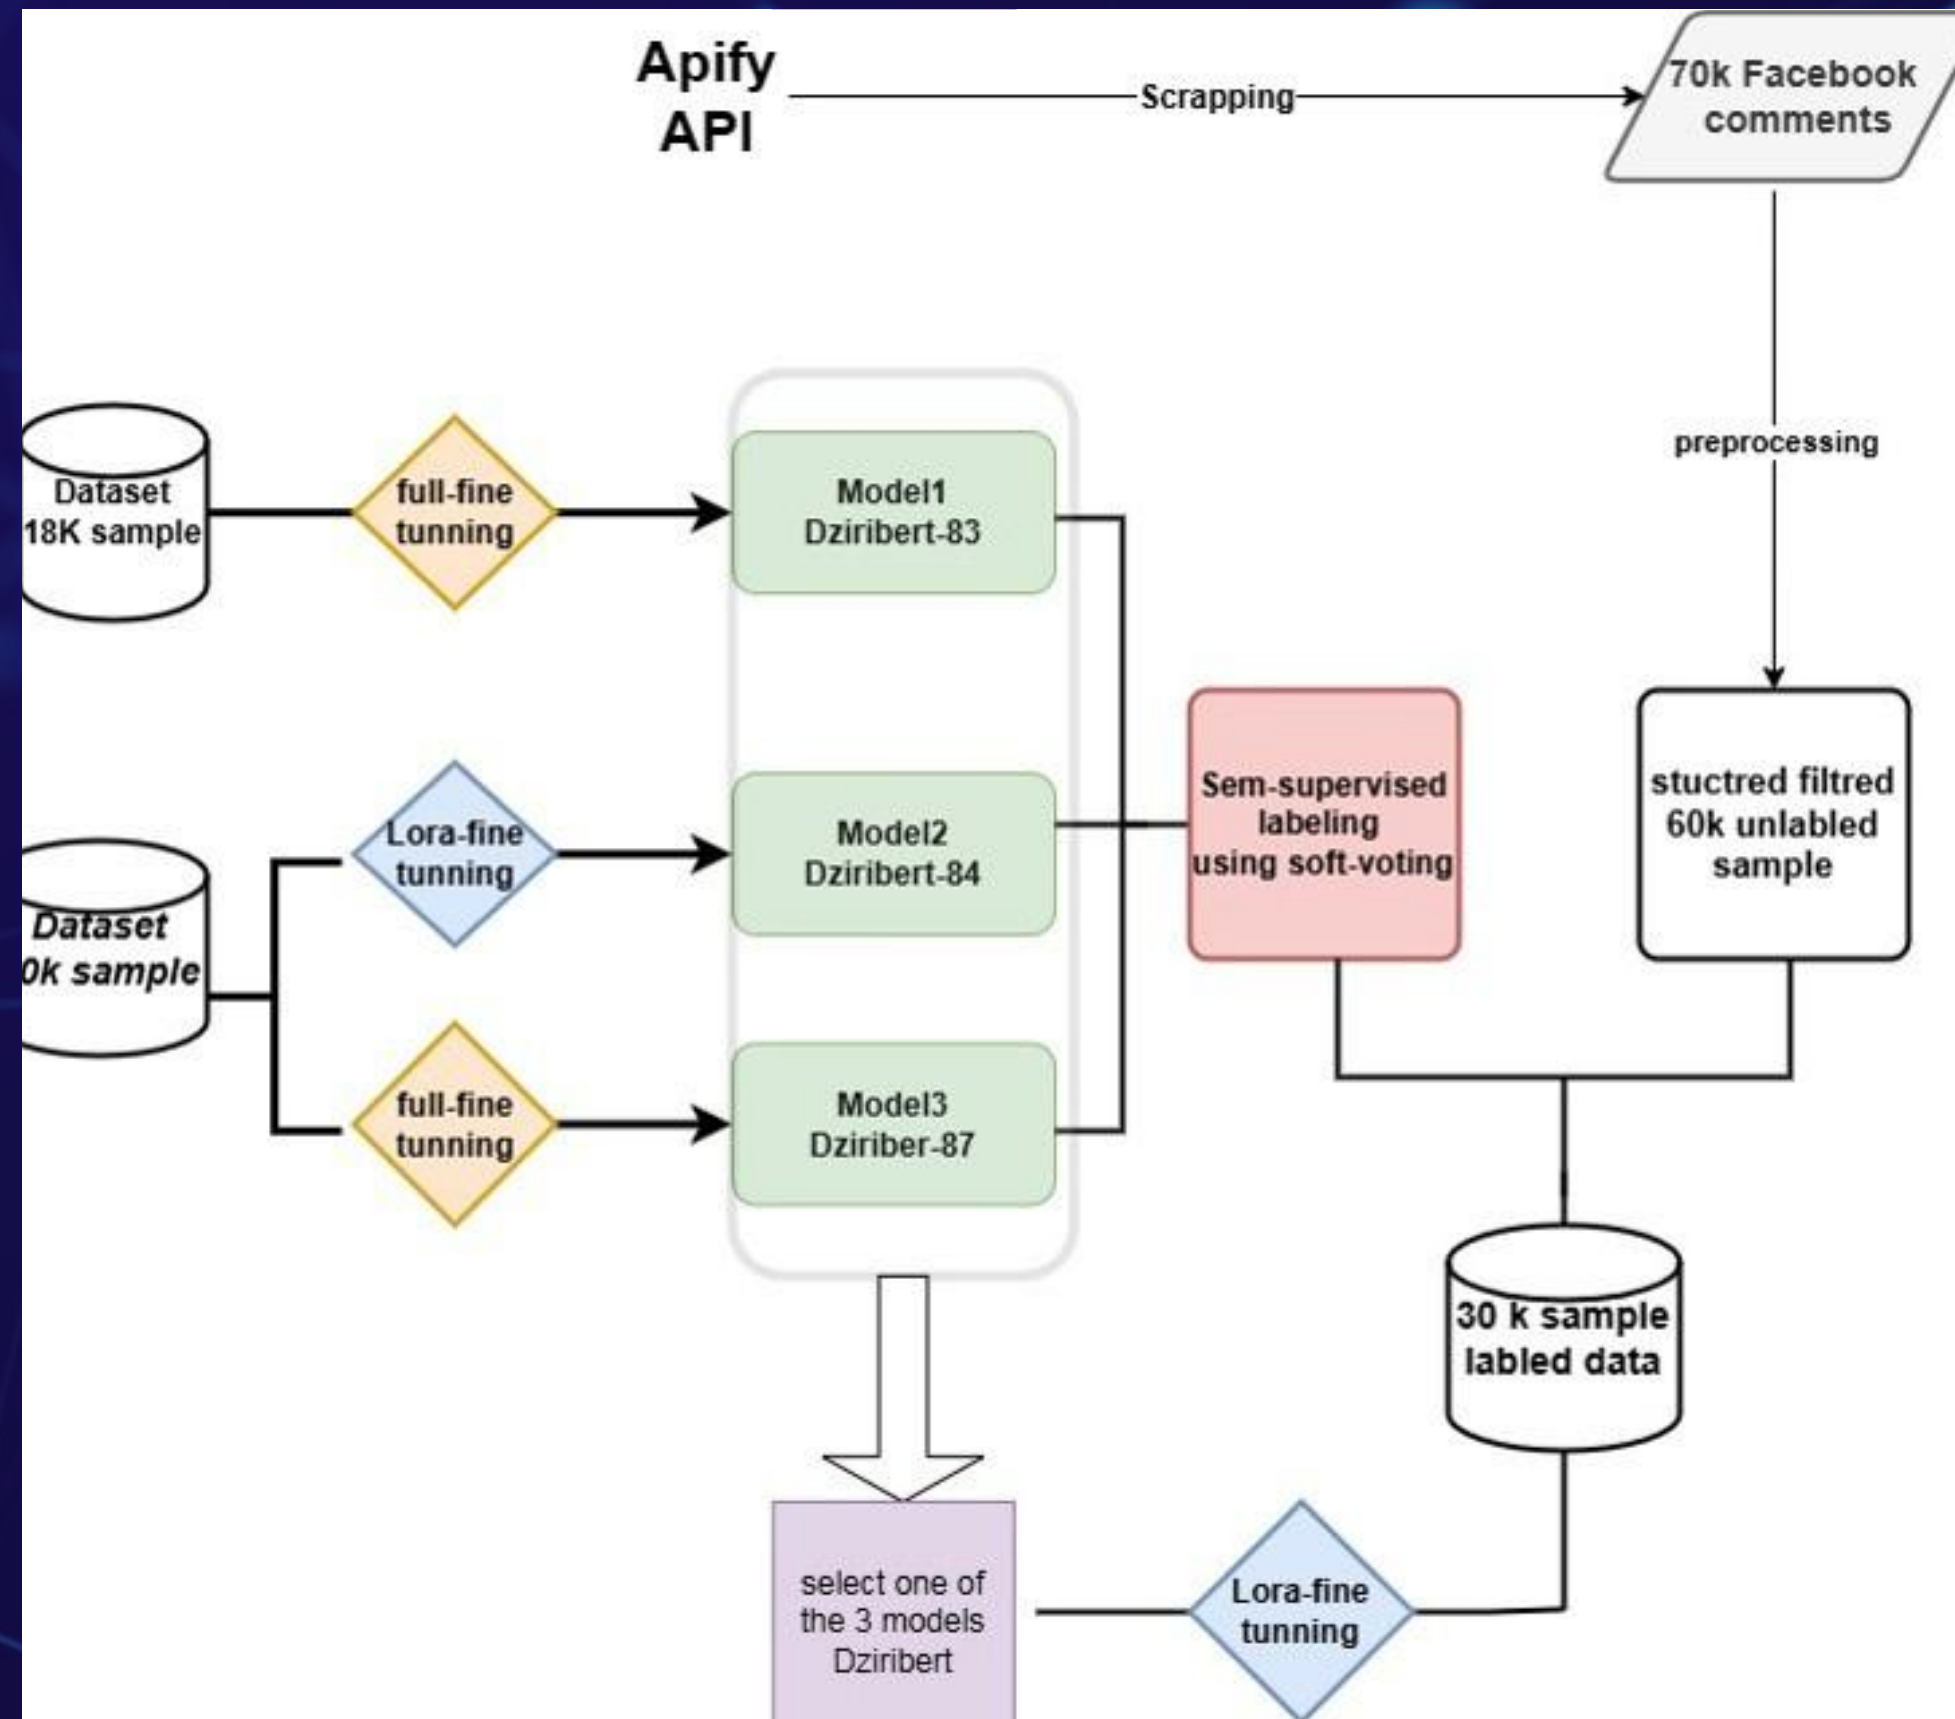 Apify
API
Scrapping
70k Facebook
comments
preprocessing
Dataset
18K sample
full-fine
tunning
Model1
Dziribert-83
Lora-fine
tunning
Model2
Dziribert-84
Sem-supervised
labeling
using soft-voting
stuctred filtred
60k unlabled
sample
Dataset
0k sample
full-fine
tunning
Model3
Dziriber-87
30 k sample
labled data
select one of
the 3 models
Dziribert
Lora-fine
tunning